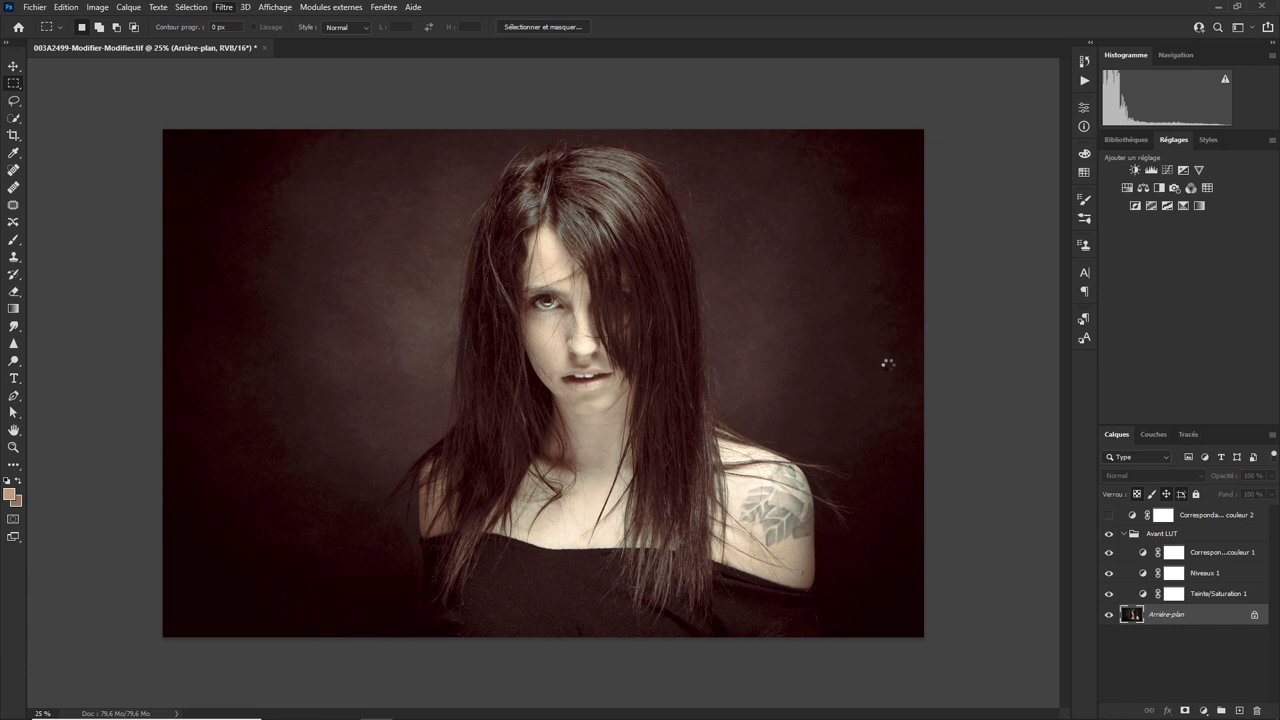 Ps Fichier Edition Image Calque Texte Sélection Filtre 3D Affichage Modules externes Fenêtre Aide
Contour progr. : 0 px Lissage Style : Normal L : H : Sélectionner et masquer...
003A2499-Modifier-Modifier.tif @ 25% (Arrière-plan, RVB/16*) * ×
Histogramme Navigation
Bibliothèques Réglages Styles
Ajouter un réglage
Calques Couches Tracés
Type
Normal Opacité : 100 %
Verrou : Fond : 100 %
Corresponda... couleur 2
Avant LUT
Correspon...couleur 1
Niveaux 1
Teinte/Saturation 1
Arrière-plan
25 % Doc : 79,6 Mo/79,6 Mo